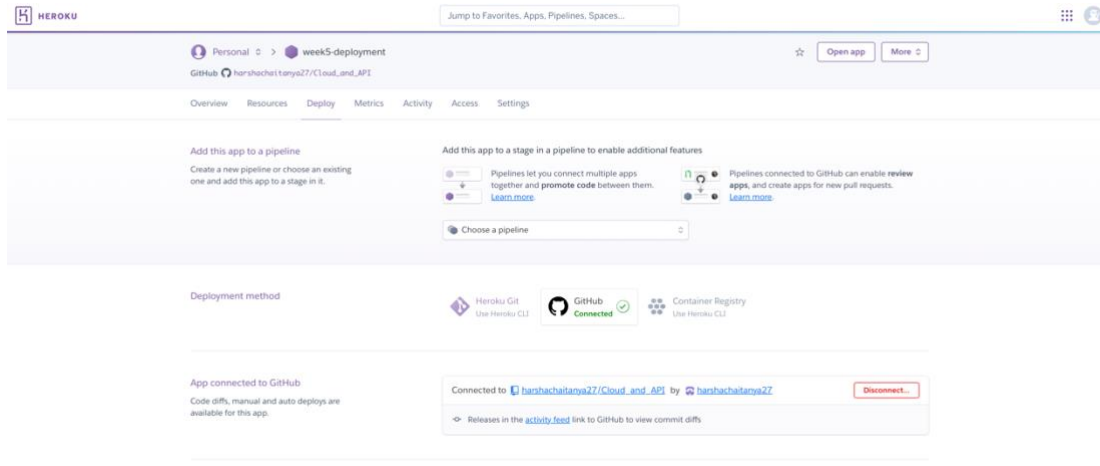 HEROKU
Jump to Favorites, Apps, Pipelines, Spaces...
Personal > week5-deployment
Open app
More
GitHub harshachaitanya27/Cloud_and_API
Overview Resources Deploy Metrics Activity Access Settings
Add this app to a pipeline
Create a new pipeline or choose an existing
one and add this app to a stage in it.
Add this app to a stage in a pipeline to enable additional features
Pipelines let you connect multiple apps
together and promote code between them.
Learn more.
Pipelines connected to GitHub can enable review
apps, and create apps for new pull requests.
Learn more.
Choose a pipeline
Deployment method
Heroku Git
Use Heroku CLI
GitHub
Connected
Container Registry
Use Heroku CLI
App connected to GitHub
Code diffs, manual and auto deploys are
available for this app.
Connected to harshachaitanya27/Cloud_and_API by harshachaitanya27
Disconnect...
Releases in the activity feed link to GitHub to view commit diffs